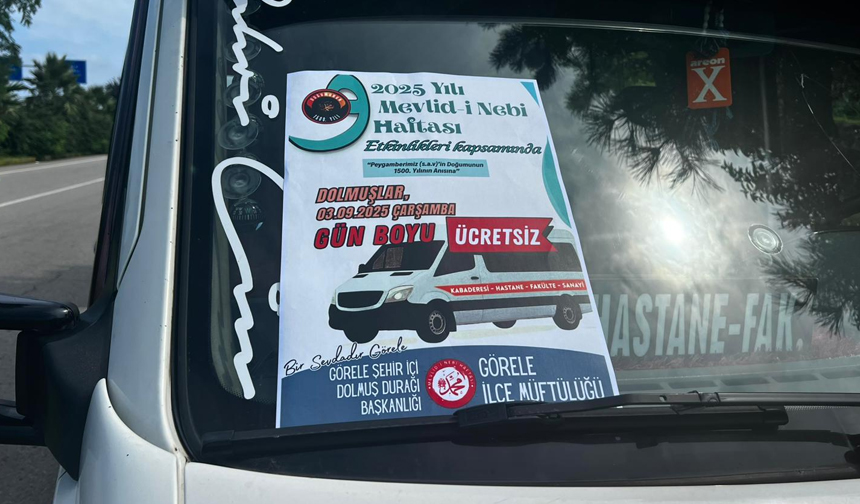 2025 Yılı
Mevlid-i Nebi
Haftası
Etkinlikleri kapsamında
"Peygamberimiz (s.a.v)'in Doğumunun
1500. Yılının Anısına"
DOLMUŞLAR,
03.09.2025 ÇARŞAMBA
GÜN BOYU ÜCRETSİZ
KABADERESİ - HASTANE - FAKÜLTE - SANAYİ
Bir Sevdadır Görele
GÖRELE ŞEHİR İÇİ
DOLMUŞ DURAĞI
BAŞKANLIĞI
GÖRELE
İLÇE MÜFTÜLÜĞÜ
areon
X
HASTANE-FAK.